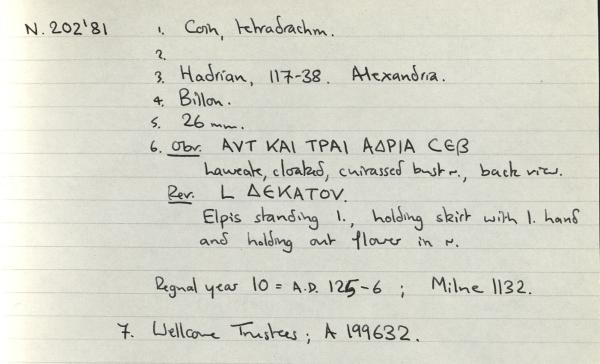 N.202'81 1. Coin, tetradrachm.
2.
3. Hadrian, 117-38. Alexandria.
4. Billon.
5. 26 mm.
6. Obv. ΑVΤ ΚΑΙ ΤΡΑΙ ΑΔΡΙΑ CΕΒ
Laureate, cloaked, cuirassed bust r., back view.
Rev. L ΔΕΚΑΤΟV.
Elpis standing l., holding skirt with l. hand
and holding out flower in r.
Regnal year 10 = A.D. 125-6 ; Milne 1132.
7. Wellcome Trustees ; A 199632.